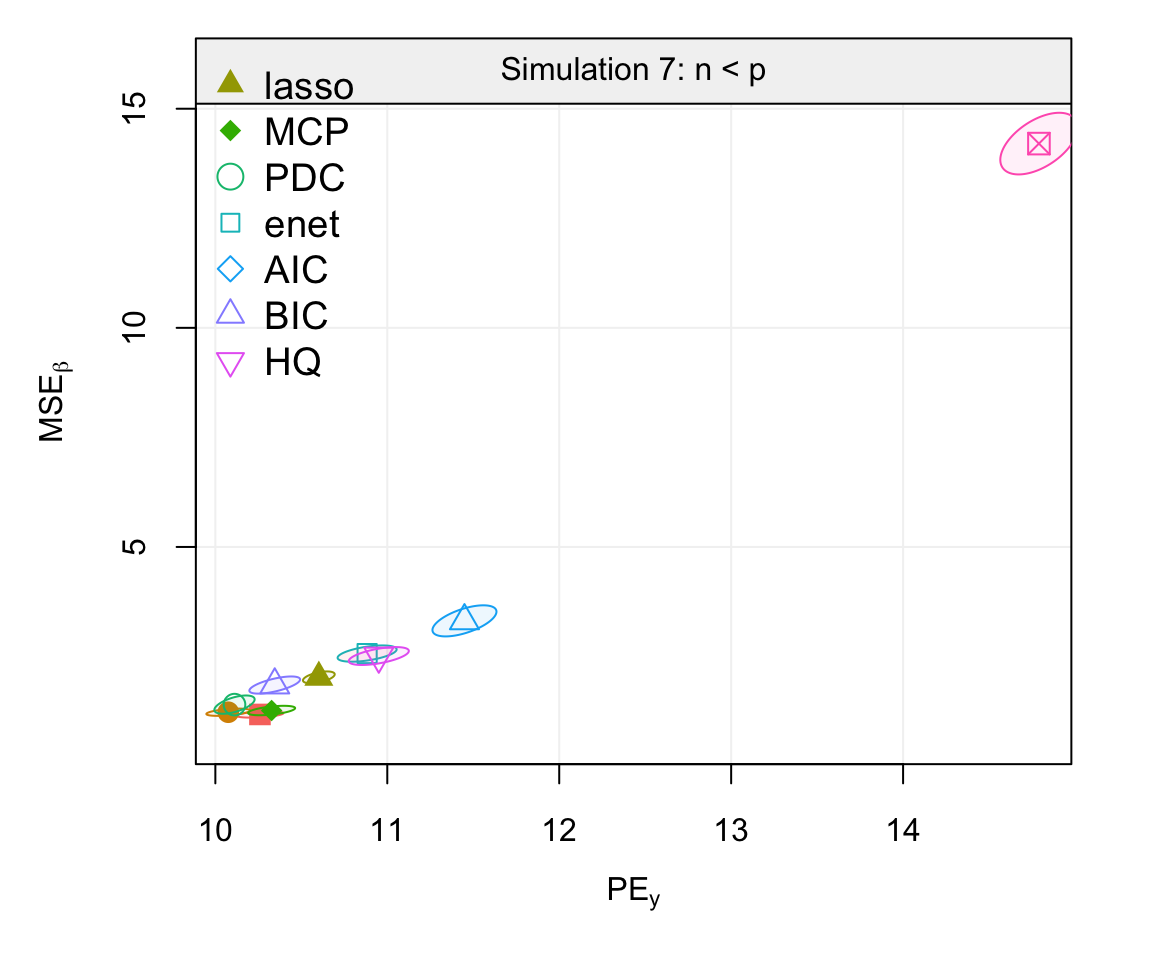 Simulation 7: n < p
lasso
MCP
PDC
enet
AIC
BIC
HQ
15
10
5
MSEβ
10 11 12 13 14
PEy